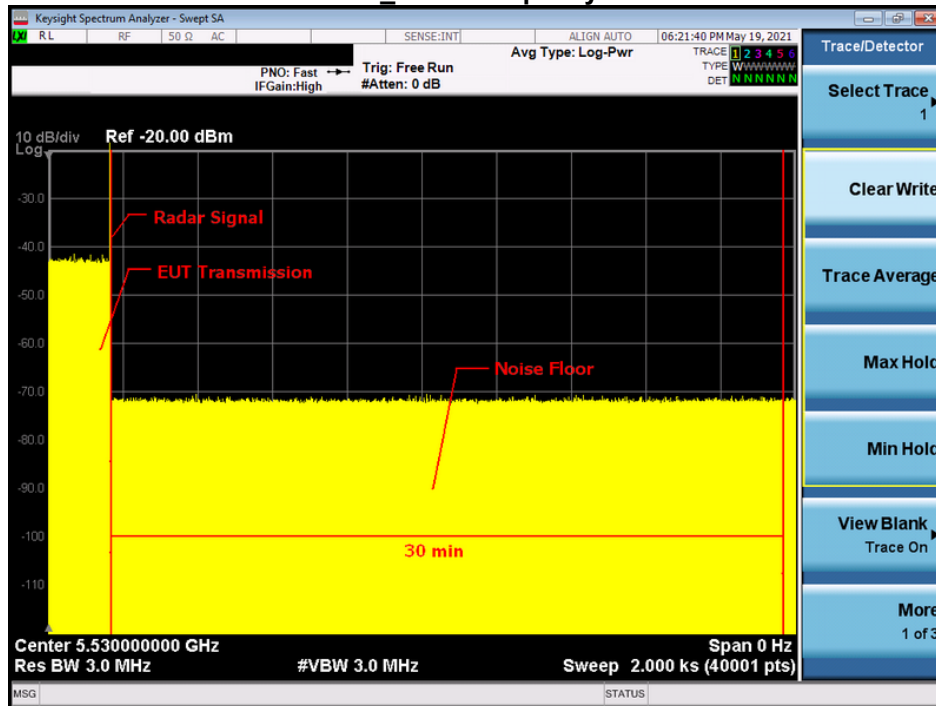 Keysight Spectrum Analyzer - Swept SA
LXI RL RF 50 Ω AC SENSE:INT ALIGN AUTO 06:21:40 PM May 19, 2021
Avg Type: Log-Pwr TRACE 1 2 3 4 5 6
PNO: Fast Trig: Free Run TYPE WWWWWW
IFGain:High #Atten: 0 dB DET N N N N N N
10 dB/div Ref -20.00 dBm
Log
-30.0
Radar Signal
-40.0
EUT Transmission
-50.0
-60.0
Noise Floor
-70.0
-80.0
-90.0
-100
30 min
-110
Center 5.530000000 GHz Span 0 Hz
Res BW 3.0 MHz #VBW 3.0 MHz Sweep 2.000 ks (40001 pts)
MSG STATUS
Trace/Detector
Select Trace
1
Clear Write
Trace Average
Max Hold
Min Hold
View Blank
Trace On
More
1 of 3